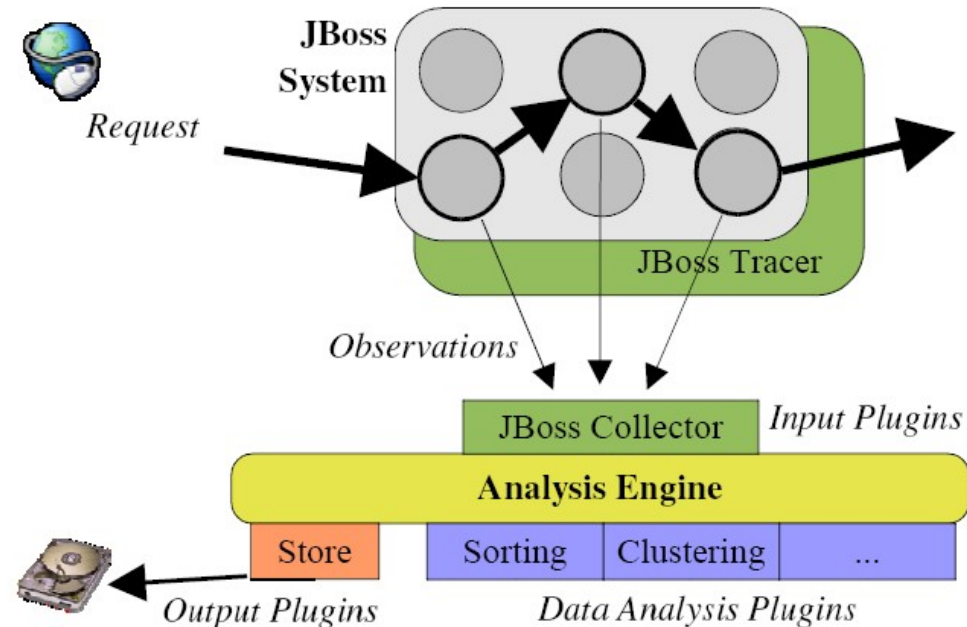 JBoss
System
Request
JBoss Tracer
Observations
JBoss Collector
Input Plugins
Analysis Engine
Store
Sorting
Clustering
...
Output Plugins
Data Analysis Plugins